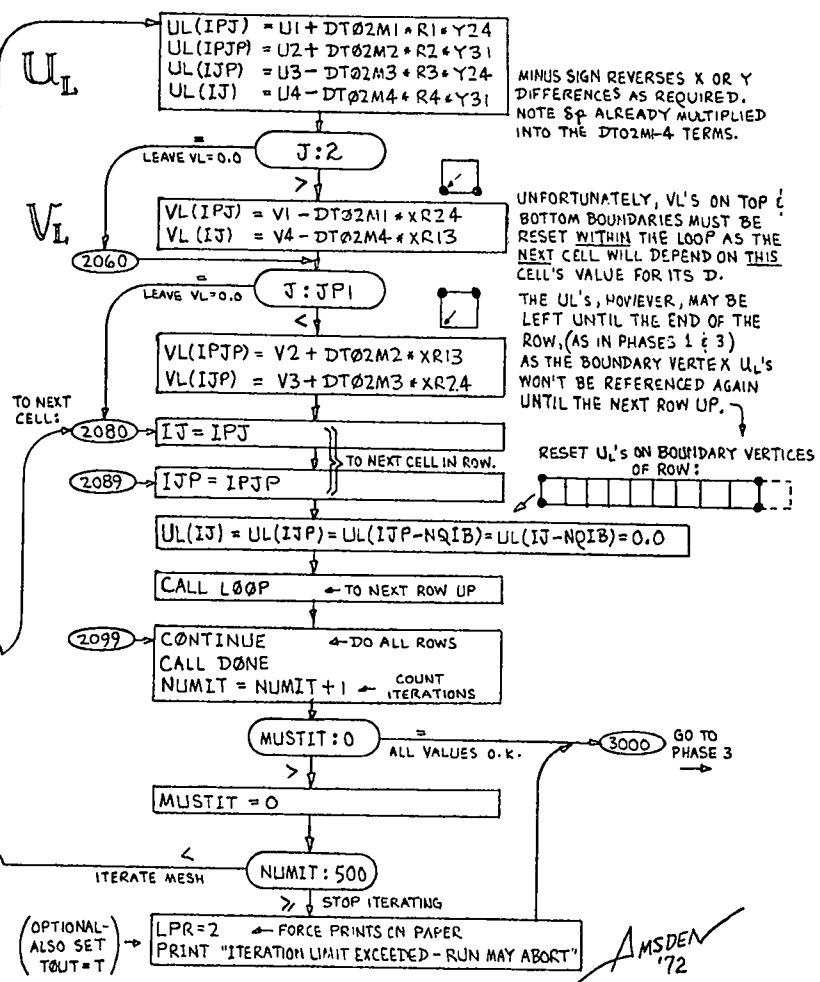 U_L
UL(IPJ) = U1 + DTØ2M1 * R1 * Y24
UL(IPJP) = U2 + DTØ2M2 * R2 * Y31
UL(IJP) = U3 - DTØ2M3 * R3 * Y24
UL(IJ) = U4 - DTØ2M4 * R4 * Y31
MINUS SIGN REVERSES X OR Y
DIFFERENCES AS REQUIRED.
NOTE δρ ALREADY MULTIPLIED
INTO THE DTO2M1-4 TERMS.
J:2
=
LEAVE VL=0.0
>
V_L
VL(IPJ) = V1 - DTØ2M1 * XR24
VL(IJ) = V4 - DTØ2M4 * XR13
UNFORTUNATELY, VL'S ON TOP &
BOTTOM BOUNDARIES MUST BE
RESET WITHIN THE LOOP AS THE
NEXT CELL WILL DEPEND ON THIS
CELL'S VALUE FOR ITS D.
2060
J:JP1
=
LEAVE VL=0.0
<
VL(IPJP) = V2 + DTØ2M2 * XR13
VL(IJP) = V3 + DTØ2M3 * XR24
THE UL'S, HOWEVER, MAY BE
LEFT UNTIL THE END OF THE
ROW, (AS IN PHASES 1 & 3)
AS THE BOUNDARY VERTEX U_L'S
WON'T BE REFERENCED AGAIN
UNTIL THE NEXT ROW UP.
TO NEXT
CELL:
2080
IJ = IPJ
TO NEXT CELL IN ROW.
2089
IJP = IPJP
RESET U_L'S ON BOUNDARY VERTICES
OF ROW:
UL(IJ) = UL(IJP) = UL(IJP-NQIB) = UL(IJ-NQIB) = 0.0
CALL LØØP ← TO NEXT ROW UP
2099
CØNTINUE ← DO ALL ROWS
CALL DØNE
NUMIT = NUMIT + 1 ← COUNT
ITERATIONS
MUSTIT : 0
=
ALL VALUES O.K.
3000
GO TO
PHASE 3
>
MUSTIT = 0
NUMIT : 500
<
ITERATE MESH
≥ STOP ITERATING
(OPTIONAL-
ALSO SET
TØUT = T)
LPR=2 ← FORCE PRINTS ON PAPER
PRINT "ITERATION LIMIT EXCEEDED - RUN MAY ABORT"
AMSDEN
'72